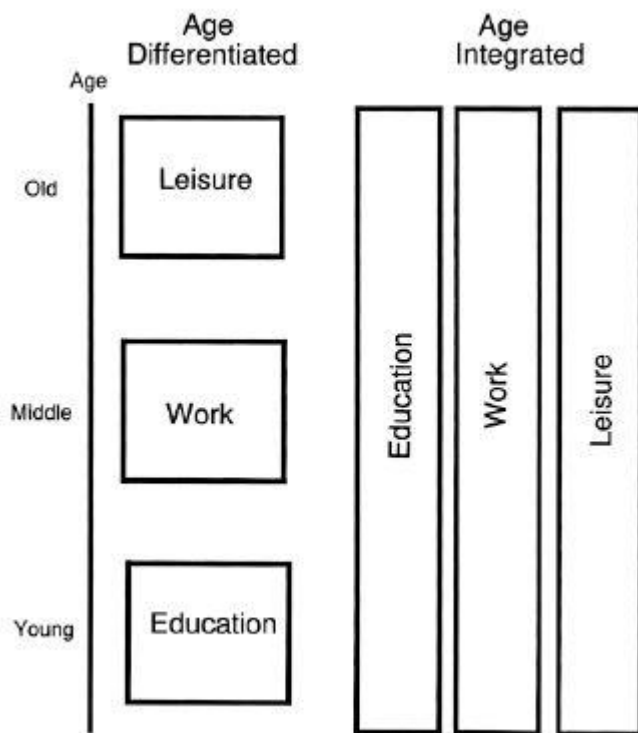 Age
Differentiated
Age
Integrated
Age
Old
Leisure
Middle
Work
Young
Education
Education
Work
Leisure